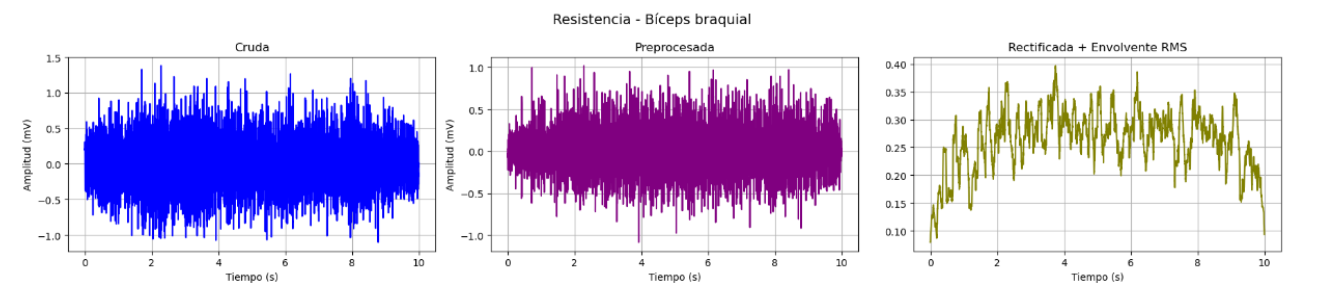 Resistencia - Bíceps braquial
Cruda
1.5
1.0
0.5
0.0
−0.5
−1.0
Amplitud (mV)
0 2 4 6 8 10
Tiempo (s)
Preprocesada
1.0
0.5
0.0
−0.5
−1.0
Amplitud (mV)
0 2 4 6 8 10
Tiempo (s)
Rectificada + Envolvente RMS
0.40
0.35
0.30
0.25
0.20
0.15
0.10
0 2 4 6 8 10
Tiempo (s)